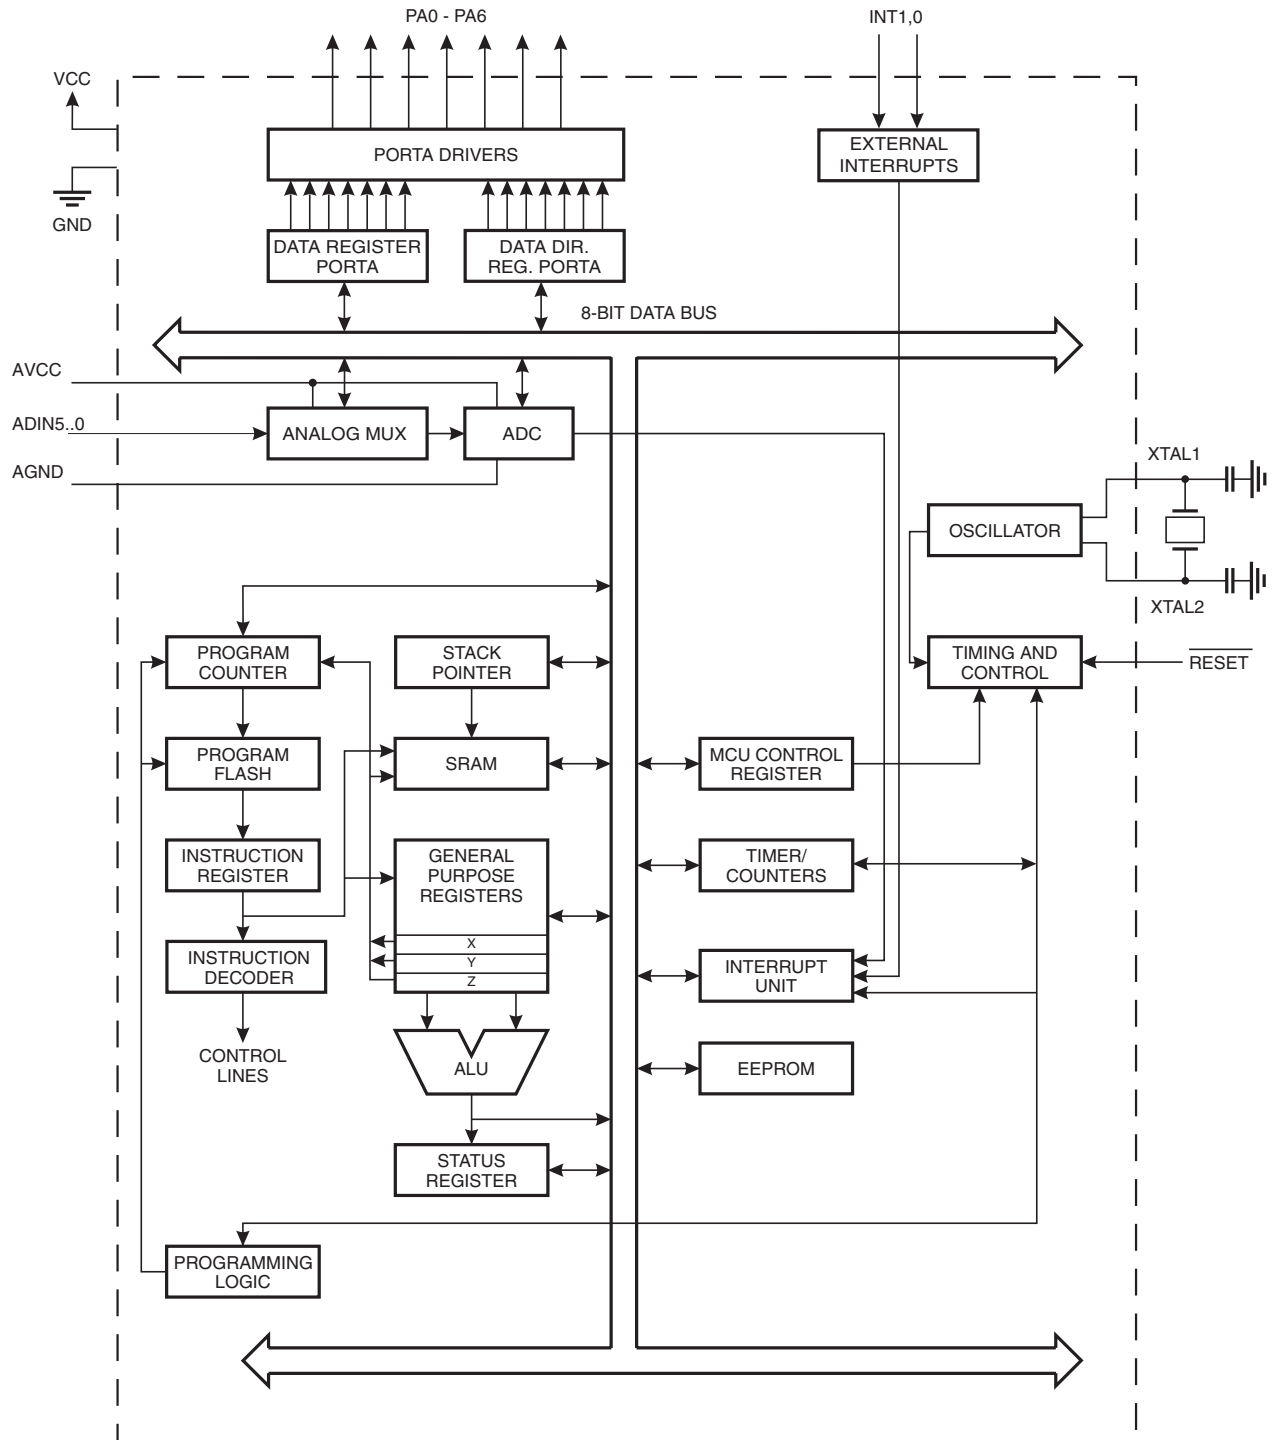 PA0 - PA6
INT1,0
VCC
GND
PORTA DRIVERS
EXTERNAL
INTERRUPTS
DATA REGISTER
PORTA
DATA DIR.
REG. PORTA
8-BIT DATA BUS
AVCC
ADIN5..0
AGND
ANALOG MUX
ADC
XTAL1
OSCILLATOR
XTAL2
PROGRAM
COUNTER
STACK
POINTER
TIMING AND
CONTROL
RESET
PROGRAM
FLASH
SRAM
MCU CONTROL
REGISTER
INSTRUCTION
REGISTER
GENERAL
PURPOSE
REGISTERS
X
Y
Z
TIMER/
COUNTERS
INSTRUCTION
DECODER
INTERRUPT
UNIT
CONTROL
LINES
ALU
EEPROM
STATUS
REGISTER
PROGRAMMING
LOGIC